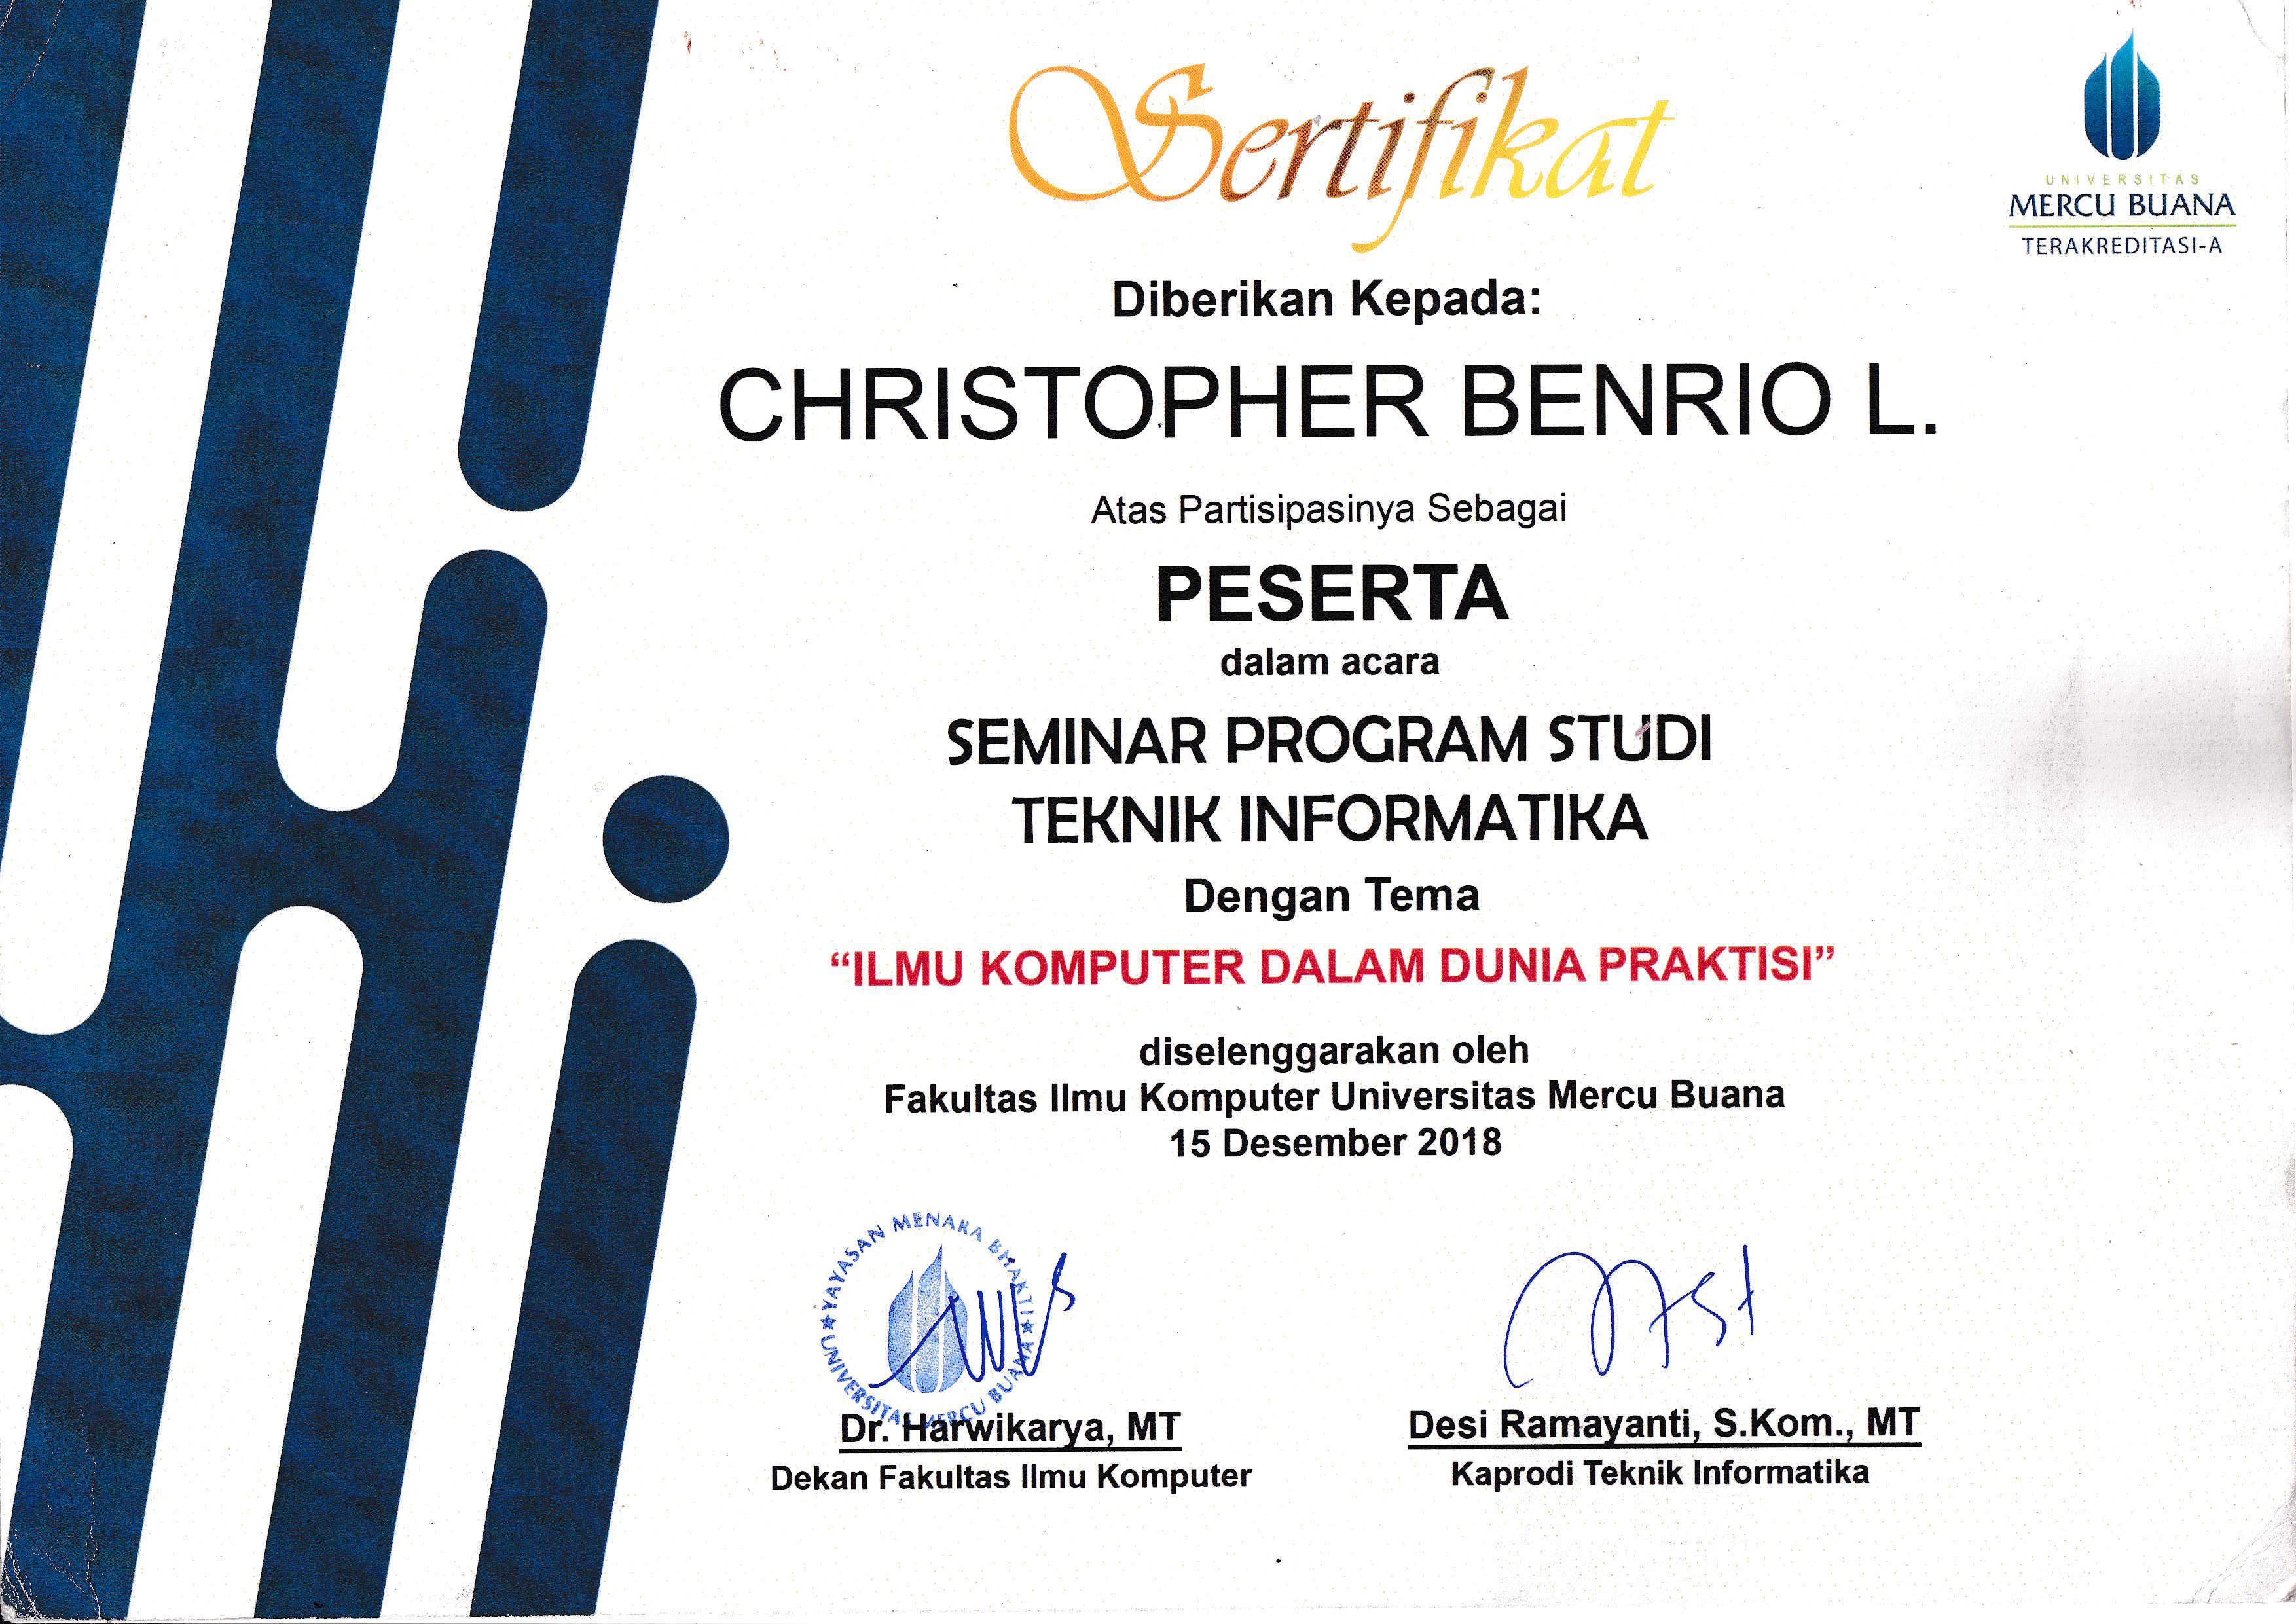 Sertifikat
UNIVERSITAS
MERCU BUANA
TERAKREDITASI-A
Diberikan Kepada:
CHRISTOPHER BENRIO L.
Atas Partisipasinya Sebagai
PESERTA
dalam acara
SEMINAR PROGRAM STUDI
TEKNIK INFORMATIKA
Dengan Tema
“ILMU KOMPUTER DALAM DUNIA PRAKTISI”
diselenggarakan oleh
Fakultas Ilmu Komputer Universitas Mercu Buana
15 Desember 2018
YAYASAN MENARA BHAKTI
UNIVERSITAS MERCU BUANA
Dr. Harwikarya, MT
Dekan Fakultas Ilmu Komputer
Desi Ramayanti, S.Kom., MT
Kaprodi Teknik Informatika